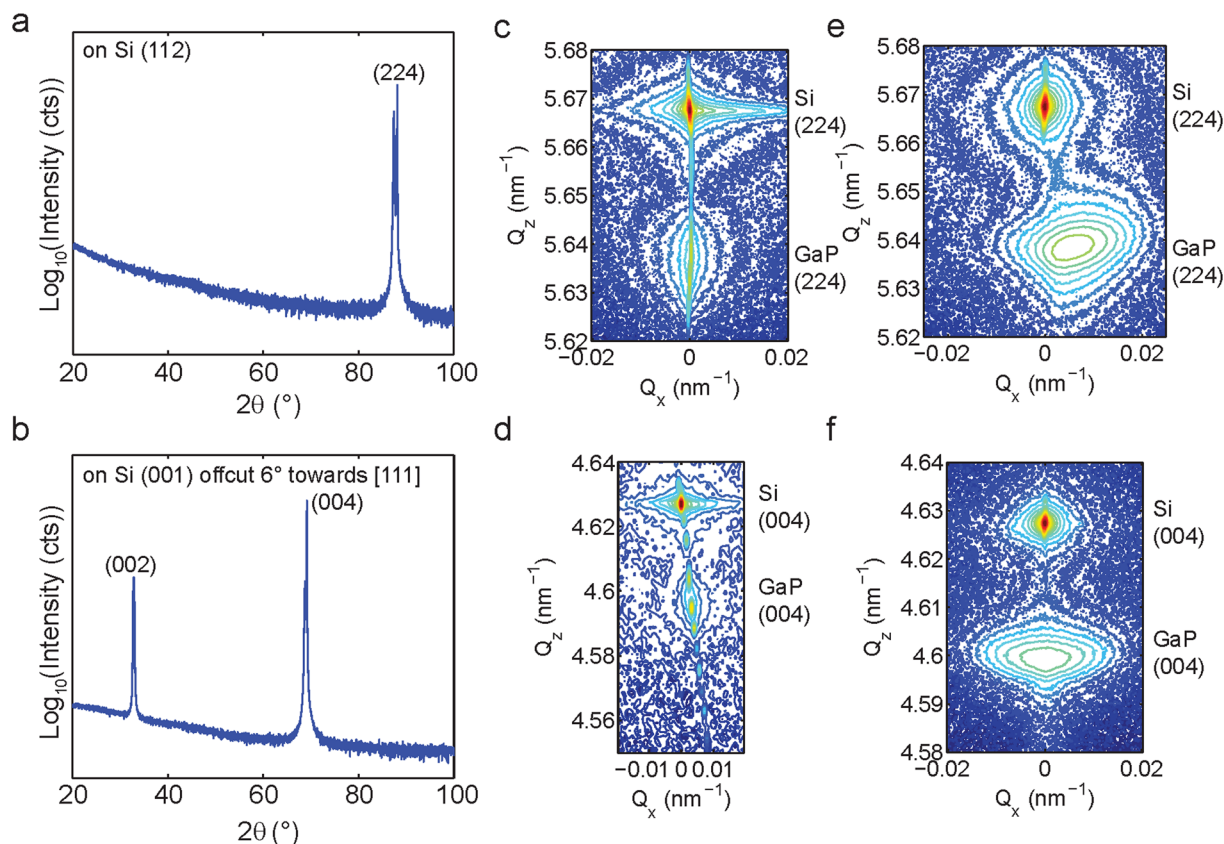 a
on Si (112)
(224)
Log10(Intensity (cts))
20
40
60
80
100
2θ (°)
b
on Si (001) offcut 6° towards [111]
(004)
(002)
Log10(Intensity (cts))
20
40
60
80
100
2θ (°)
c
5.68
5.67
5.66
5.65
5.64
5.63
5.62
Qz (nm−1)
Si
(224)
GaP
(224)
−0.02
0
0.02
Qx (nm−1)
d
4.64
4.62
4.6
4.58
4.56
Qz (nm−1)
Si
(004)
GaP
(004)
−0.01 0 0.01
Qx (nm−1)
e
5.68
5.67
5.66
5.65
5.64
5.63
5.62
Qz (nm−1)
Si
(224)
GaP
(224)
−0.02
0
0.02
Qx (nm−1)
f
4.64
4.63
4.62
4.61
4.6
4.59
4.58
Qz (nm−1)
Si
(004)
GaP
(004)
−0.02
0
0.02
Qx (nm−1)